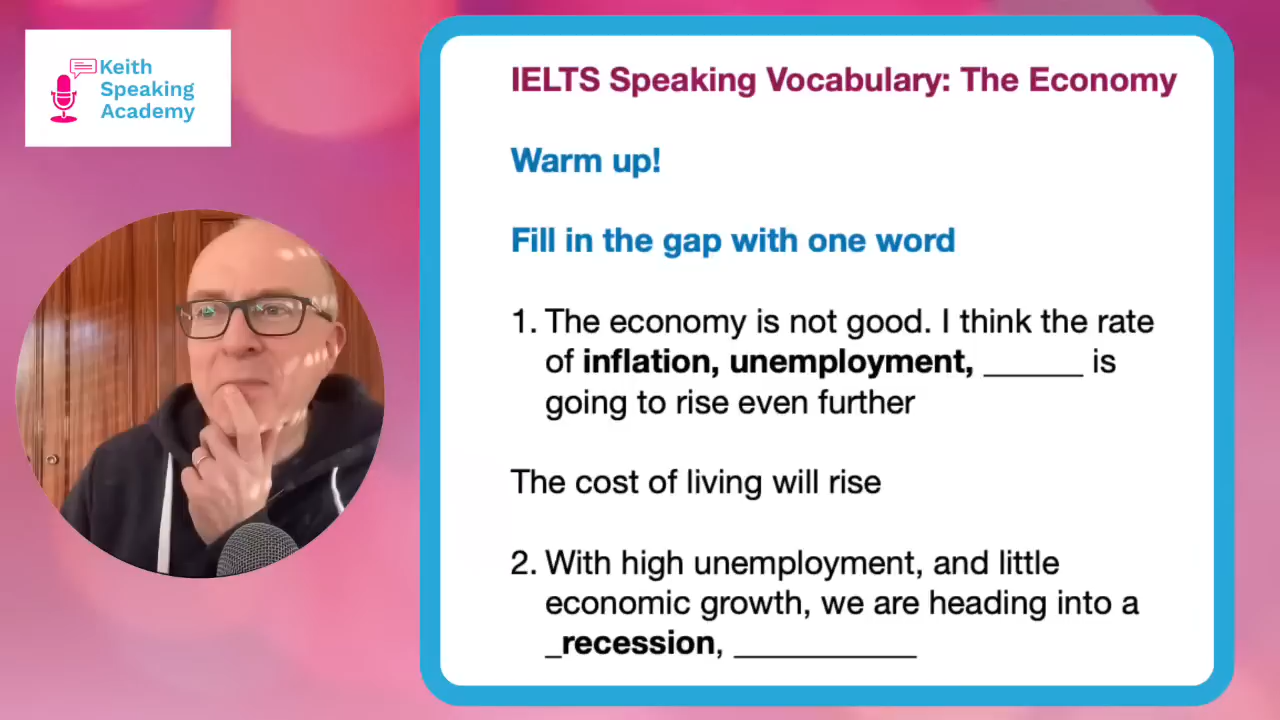 Keith
Speaking
Academy
IELTS Speaking Vocabulary: The Economy
Warm up!
Fill in the gap with one word
1. The economy is not good. I think the rate
of inflation, unemployment, ______ is
going to rise even further
The cost of living will rise
2. With high unemployment, and little
economic growth, we are heading into a
_recession, ___________